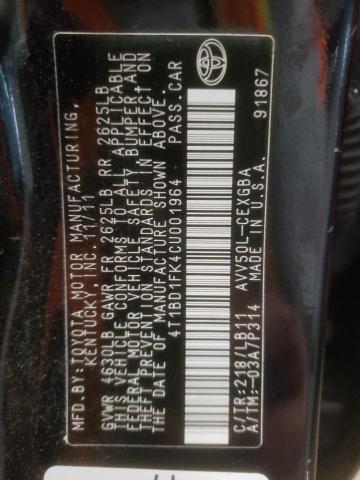 MFD.BY:TOYOTA MOTOR MANUFACTURING,
KENTUCKY, INC. 11/11
GVWR 4630LB GAWR FR 2625LB RR 2625LB
THIS VEHICLE CONFORMS TO ALL APPLICABLE
FEDERAL MOTOR VEHICLE SAFETY,BUMPER,AND
THEFT PREVENTION STANDARDS IN EFFECT ON
THE DATE OF MANUFACTURE SHOWN ABOVE.
4T1BD1FK4CU001964 PASS.CAR
C/TR:218/LB11 AVV50L-CEXGBA
A/TM:-03A/P314 MADE IN U.S.A. 91867
TOYOTA